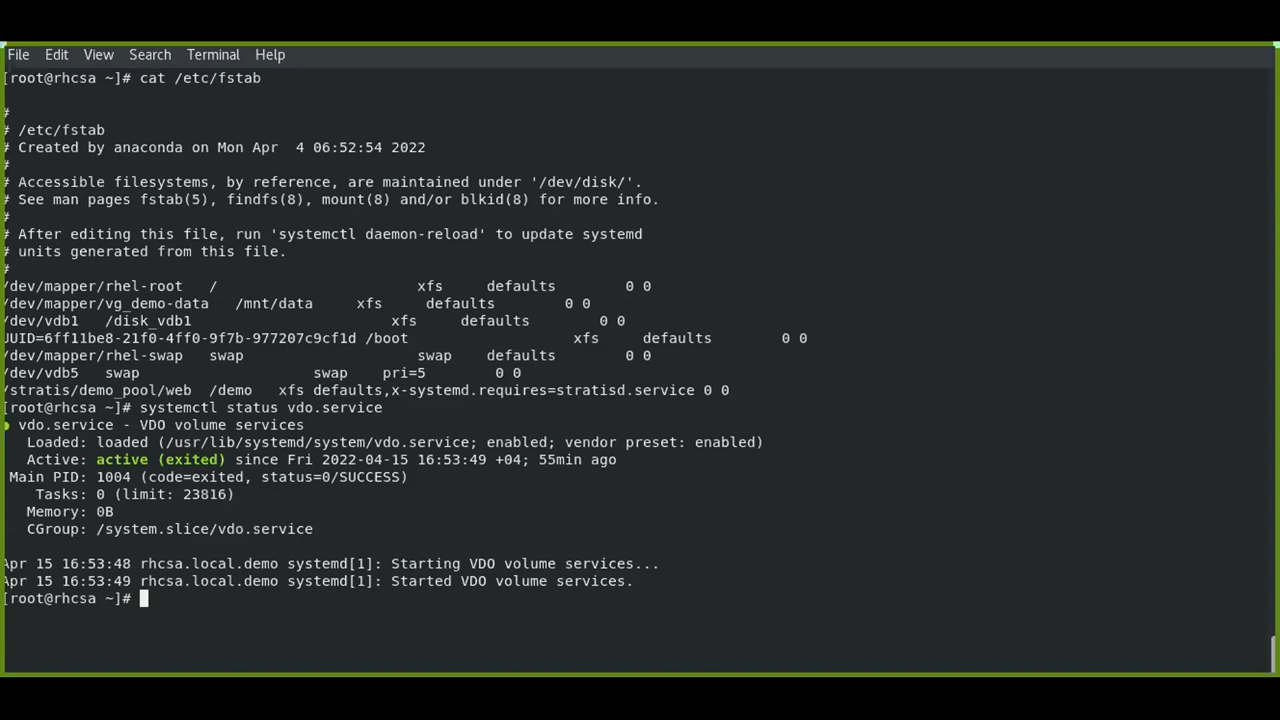 File Edit View Search Terminal Help
[root@rhcsa ~]# cat /etc/fstab
#
# /etc/fstab
# Created by anaconda on Mon Apr  4 06:52:54 2022
#
# Accessible filesystems, by reference, are maintained under '/dev/disk/'.
# See man pages fstab(5), findfs(8), mount(8) and/or blkid(8) for more info.
#
# After editing this file, run 'systemctl daemon-reload' to update systemd
# units generated from this file.
#
/dev/mapper/rhel-root   /                       xfs     defaults        0 0
/dev/mapper/vg_demo-data   /mnt/data     xfs     defaults        0 0
/dev/vdb1   /disk_vdb1                       xfs     defaults        0 0
UUID=6ff11be8-21f0-4ff0-9f7b-977207c9cf1d /boot                   xfs     defaults        0 0
/dev/mapper/rhel-swap   swap                    swap    defaults        0 0
/dev/vdb5   swap                    swap    pri=5        0 0
/stratis/demo_pool/web  /demo   xfs defaults,x-systemd.requires=stratisd.service 0 0
[root@rhcsa ~]# systemctl status vdo.service
● vdo.service - VDO volume services
   Loaded: loaded (/usr/lib/systemd/system/vdo.service; enabled; vendor preset: enabled)
   Active: active (exited) since Fri 2022-04-15 16:53:49 +04; 55min ago
 Main PID: 1004 (code=exited, status=0/SUCCESS)
    Tasks: 0 (limit: 23816)
   Memory: 0B
   CGroup: /system.slice/vdo.service
Apr 15 16:53:48 rhcsa.local.demo systemd[1]: Starting VDO volume services...
Apr 15 16:53:49 rhcsa.local.demo systemd[1]: Started VDO volume services.
[root@rhcsa ~]#